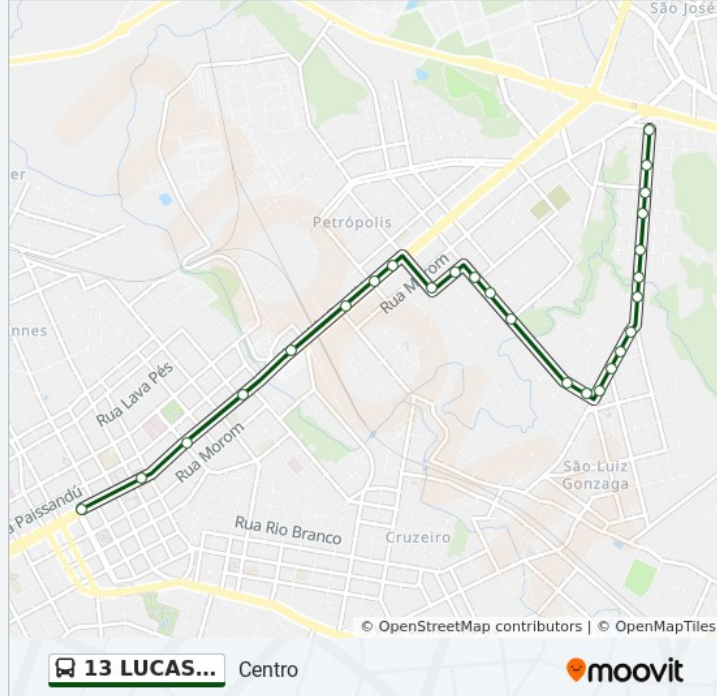 São José
er
Petrópolis
Rua Morom
nnes
Rua Lava Pés
Rua Morom
São Luiz
Gonzaga
a Paissandú
Rua Rio Branco
Cruzeiro
© OpenStreetMap contributors | © OpenMapTiles
13 LUCAS... Centro
moovit